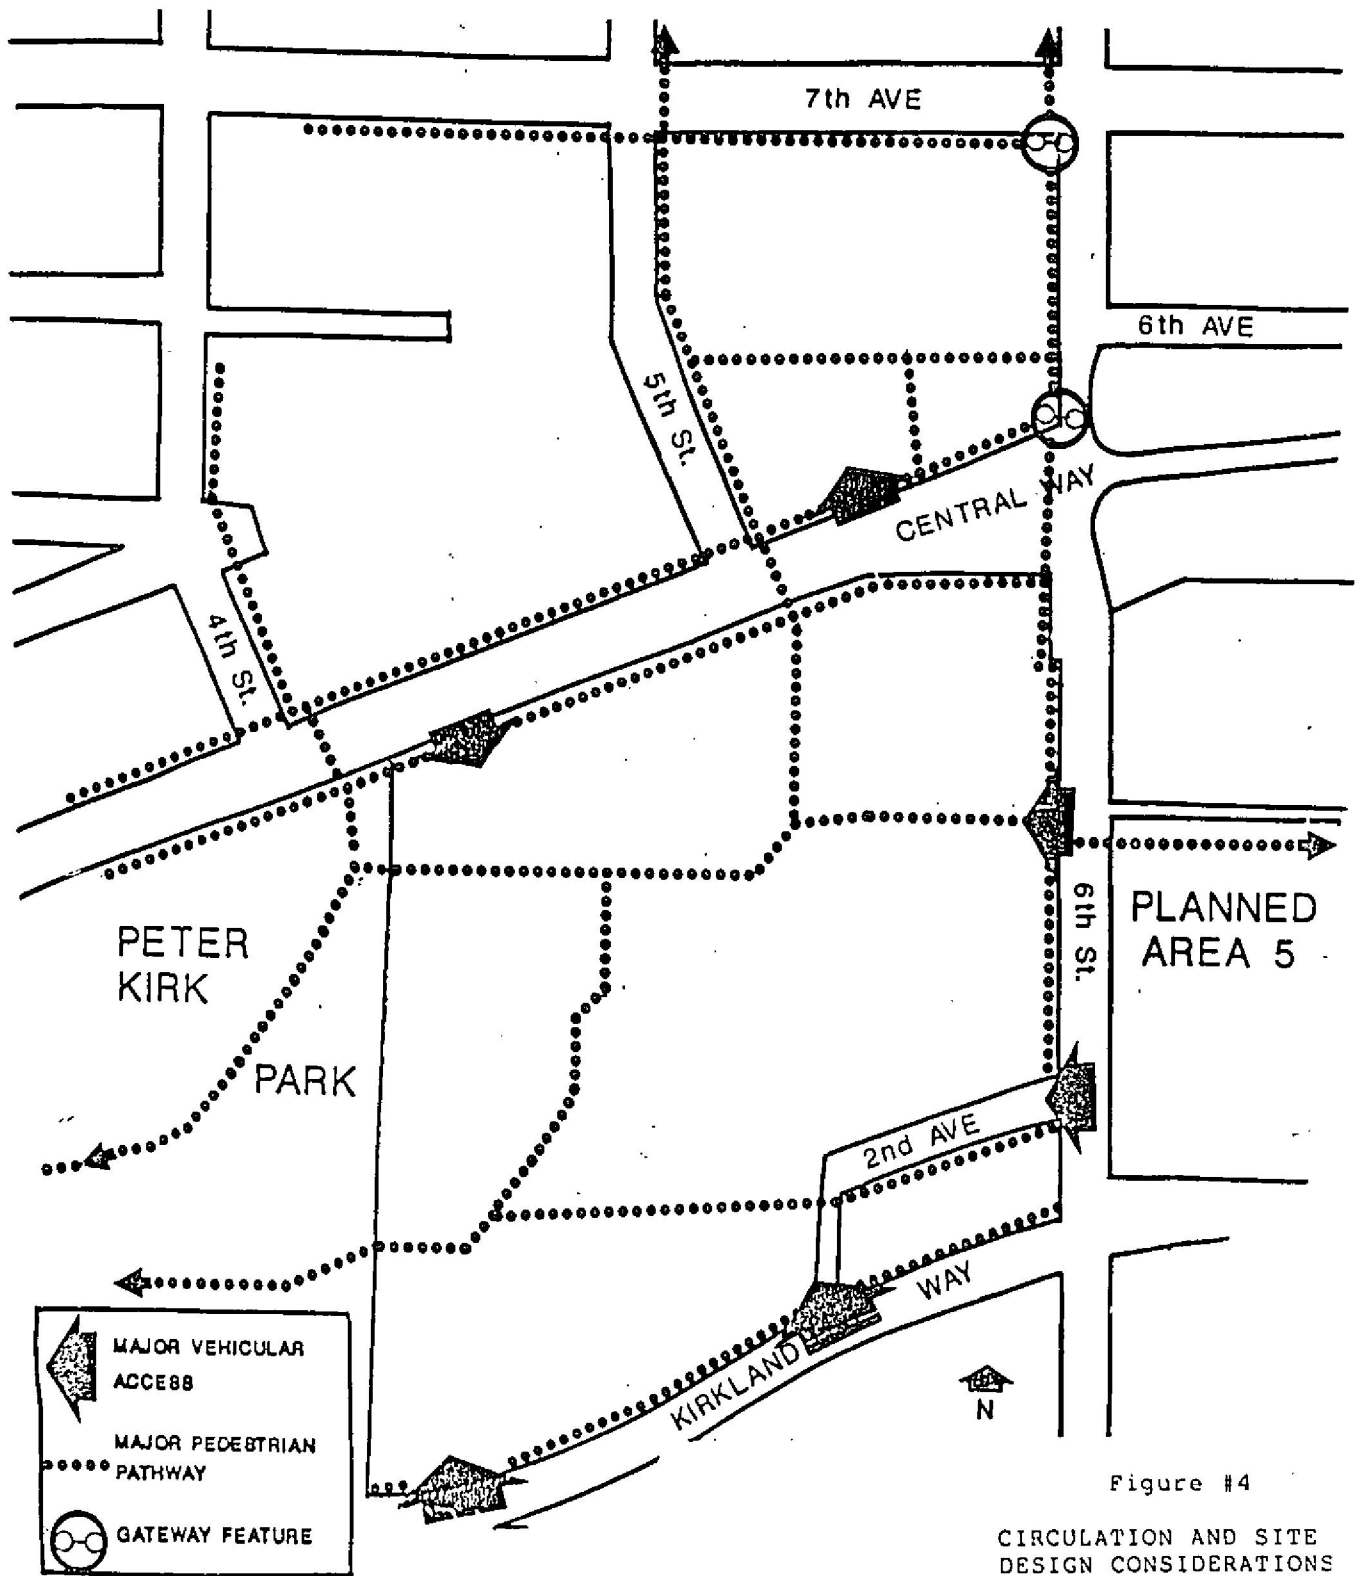 7th AVE
6th AVE
5th St.
CENTRAL WAY
4th St.
PETER
KIRK
PARK
6th St.
PLANNED
AREA 5
2nd AVE
KIRKLAND WAY
N
MAJOR VEHICULAR
ACCE88
MAJOR PEDESTRIAN
PATHWAY
GATEWAY FEATURE
Figure #4
CIRCULATION AND SITE
DESIGN CONSIDERATIONS